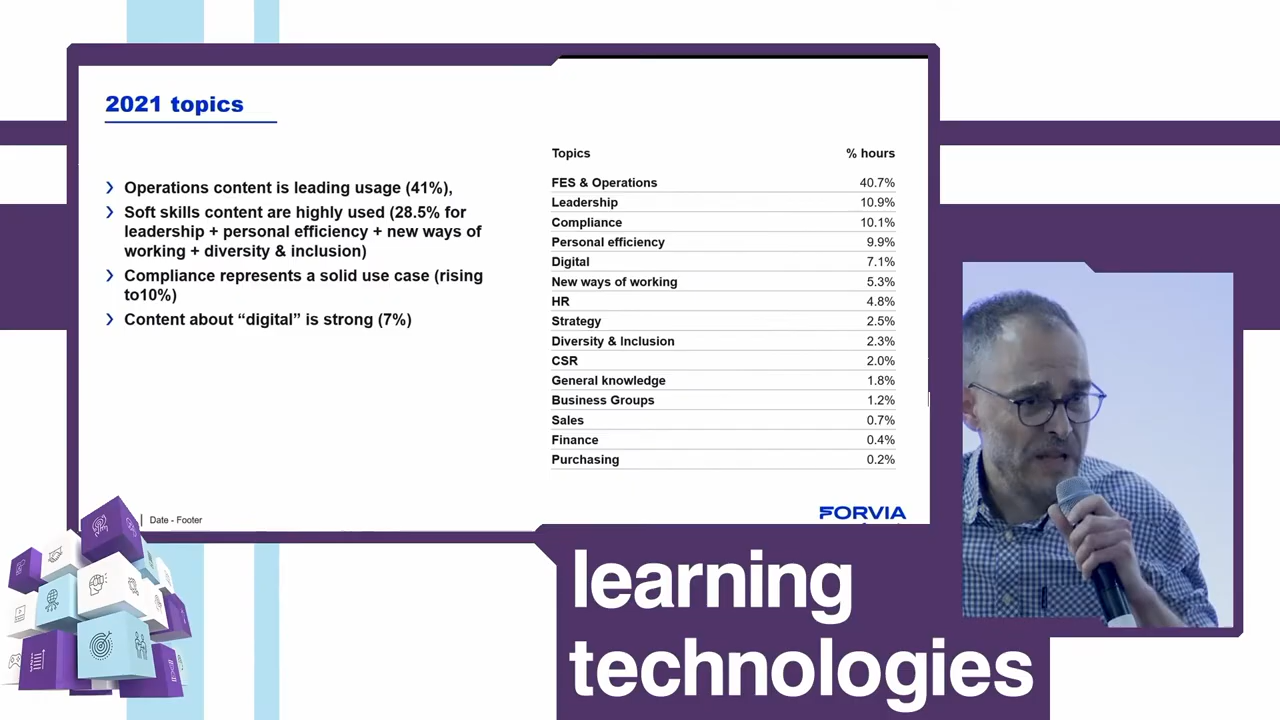 2021 topics
Operations content is leading usage (41%),
Soft skills content are highly used (28.5% for
leadership + personal efficiency + new ways of
working + diversity & inclusion)
Compliance represents a solid use case (rising
to10%)
Content about “digital” is strong (7%)
Topics % hours
FES & Operations 40.7%
Leadership 10.9%
Compliance 10.1%
Personal efficiency 9.9%
Digital 7.1%
New ways of working 5.3%
HR 4.8%
Strategy 2.5%
Diversity & Inclusion 2.3%
CSR 2.0%
General knowledge 1.8%
Business Groups 1.2%
Sales 0.7%
Finance 0.4%
Purchasing 0.2%
Date - Footer
FORVIA
learning
technologies